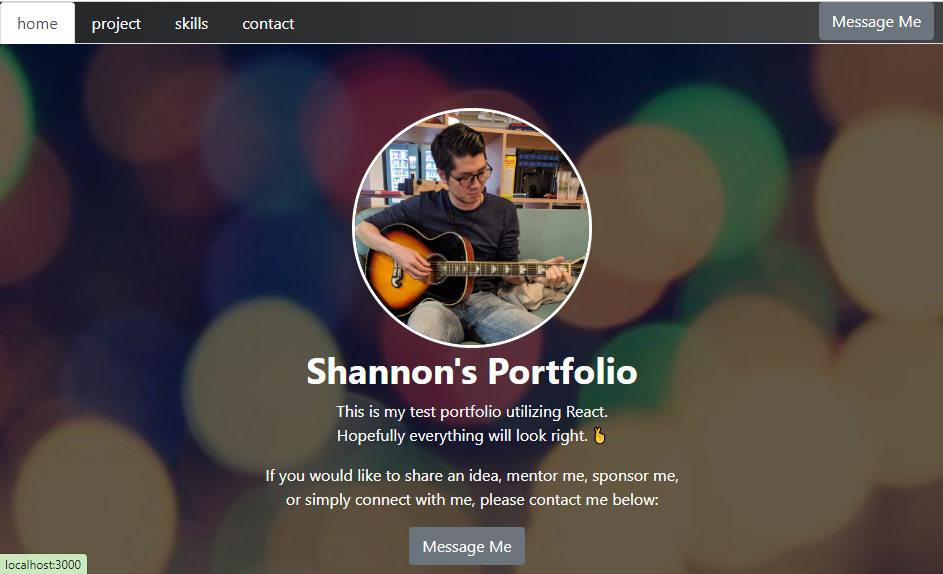 home project skills contact Message Me
Shannon's Portfolio
This is my test portfolio utilizing React.
Hopefully everything will look right. 🤞
If you would like to share an idea, mentor me, sponsor me,
or simply connect with me, please contact me below:
Message Me
localhost:3000